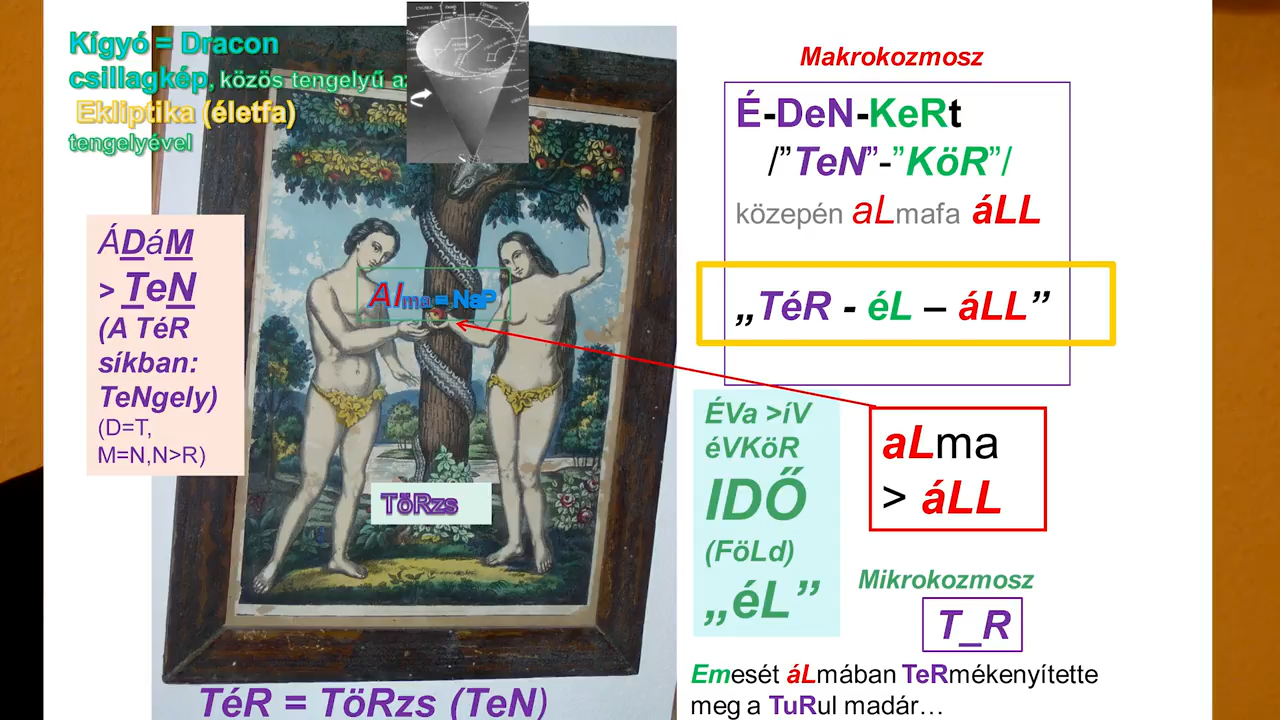 Kígyó = Dracon
csillagkép, közös tengelyű az
Ekliptika (életfa)
tengelyével
ÁDáM
> TeN
(A TéR
síkban:
TeNgely)
(D=T,
M=N,N>R)
Alma = NaP
TöRzs
TéR = TöRzs (TeN)
Makrokozmosz
É-DeN-KeRt
/”TeN”-”KöR”/
közepén aLmafa áLL
„TéR - éL – áLL”
ÉVa >íV
éVKöR
IDŐ
(FöLd)
„éL”
aLma
> áLL
Mikrokozmosz
T_R
Emesét áLmában TeRmékenyítette
meg a TuRul madár…